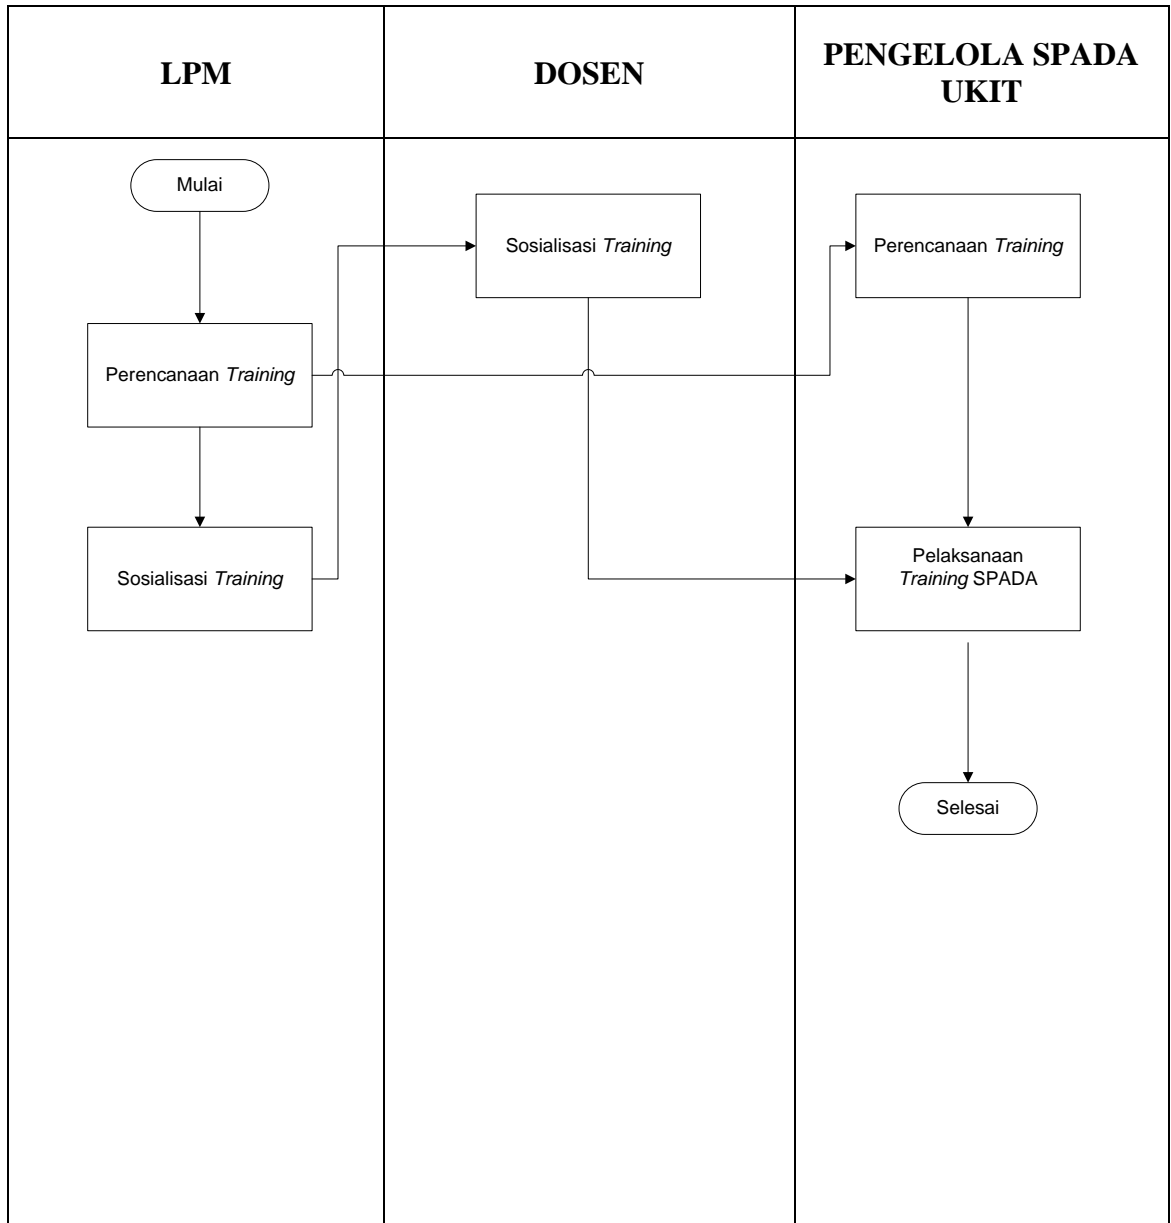 LPM
DOSEN
PENGELOLA SPADA
UKIT
Mulai
Perencanaan Training
Sosialisasi Training
Sosialisasi Training
Perencanaan Training
Pelaksanaan
Training SPADA
Selesai